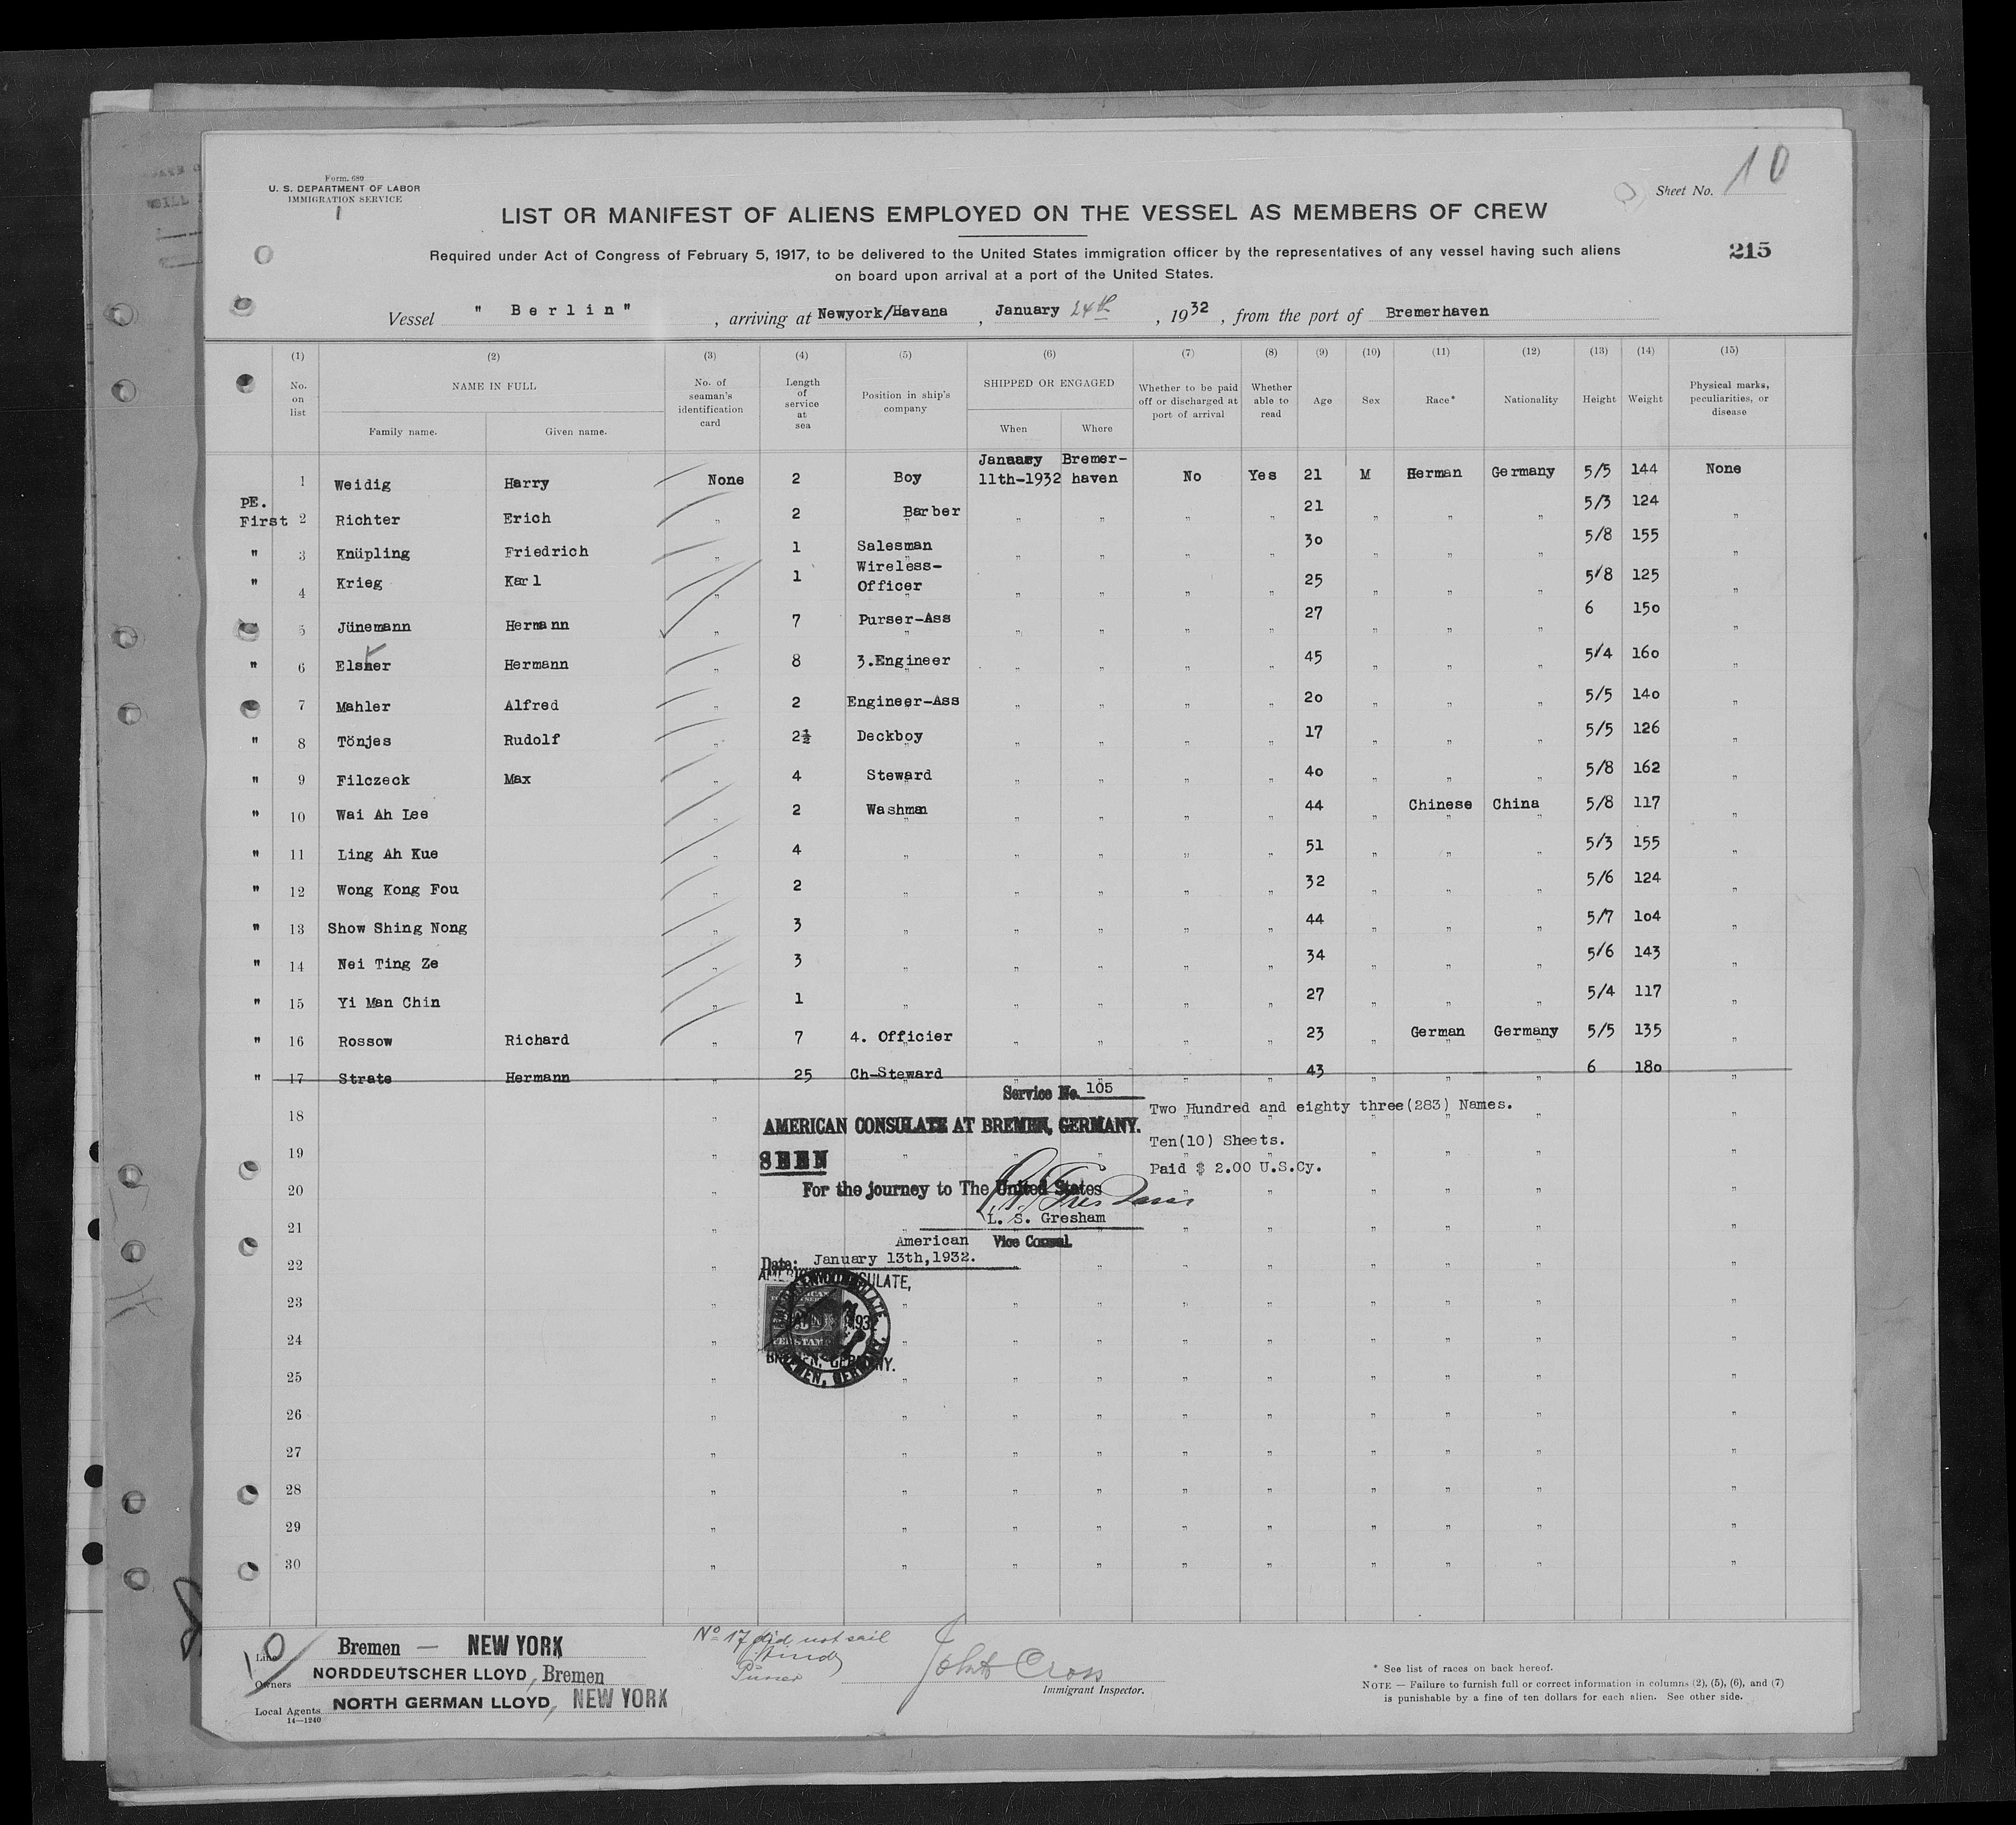 Form. 689
U. S. DEPARTMENT OF LABOR
IMMIGRATION SERVICE
Sheet No. 10
LIST OR MANIFEST OF ALIENS EMPLOYED ON THE VESSEL AS MEMBERS OF CREW
Required under Act of Congress of February 5, 1917, to be delivered to the United States immigration officer by the representatives of any vessel having such aliens
on board upon arrival at a port of the United States.
215
Vessel " Berlin" , arriving at Newyork/Havana , January 24th , 1932 , from the port of Bremerhaven
(1) (2) (3) (4) (5) (6) (7) (8) (9) (10) (11) (12) (13) (14) (15)
No. on list NAME IN FULL Family name. Given name. No. of seaman's identification card Length of service at sea Position in ship's company SHIPPED OR ENGAGED When Where Whether to be paid off or discharged at port of arrival Whether able to read Age Sex Race* Nationality Height Weight Physical marks, peculiarities, or disease
1 Weidig Harry None 2 Boy January 11th-1932 Bremer-haven No Yes 21 M German Germany 5/5 144 None
PE.
First 2 Richter Erich " 2 Barber " " " " 21 " " " 5/3 124 "
" 3 Knüpling Friedrich " 1 Salesman " " " " 30 " " " 5/8 155 "
" 4 Krieg Karl " 1 Wireless-Officer " " " " 25 " " " 5/8 125 "
5 Jünemann Hermann " 7 Purser-Ass " " " " 27 " " " 6 150 "
" 6 Elsner Hermann " 8 3.Engineer " " " " 45 " " " 5/4 160 "
7 Mahler Alfred " 2 Engineer-Ass " " " " 20 " " " 5/5 140 "
" 8 Tönjes Rudolf " 2½ Deckboy " " " " 17 " " " 5/5 126 "
" 9 Filczeck Max " 4 Steward " " " " 40 " " " 5/8 162 "
" 10 Wai Ah Lee " 2 Washman " " " " 44 " Chinese China 5/8 117 "
" 11 Ling Ah Kue " 4 " " " " " 51 " " " 5/3 155 "
" 12 Wong Kong Fou " 2 " " " " " 32 " " " 5/6 124 "
" 13 Show Shing Nong " 3 " " " " " 44 " " " 5/7 104 "
" 14 Nei Ting Ze " 3 " " " " " 34 " " " 5/6 143 "
" 15 Yi Man Chin " 1 " " " " " 27 " " " 5/4 117 "
" 16 Rossow Richard " 7 4. Officier " " " " 23 " German Germany 5/5 135 "
" 17 Strate Hermann " 25 Ch-Steward " " " " 43 " " " 6 180 "
Service No. 105
18
Two Hundred and eighty three(283) Names.
AMERICAN CONSULATE AT BREMEN, GERMANY.
Ten(10) Sheets.
19
SEEN
Paid $ 2.00 U.S.Cy.
20
For the journey to The United States
L. S. Gresham
21
American Vice Consul
22
Date: January 13th,1932.
AMERICAN CONSULATE,
23
1932
24
BREMEN, GERMANY.
25
26
27
28
29
30
10
Line Bremen — NEW YORK
Owners NORDDEUTSCHER LLOYD, Bremen
Local Agents NORTH GERMAN LLOYD, NEW YORK
14—1240
No 17 did not sail
Purser
John Cross
Immigrant Inspector.
* See list of races on back hereof.
NOTE — Failure to furnish full or correct information in columns (2), (5), (6), and (7)
is punishable by a fine of ten dollars for each alien. See other side.